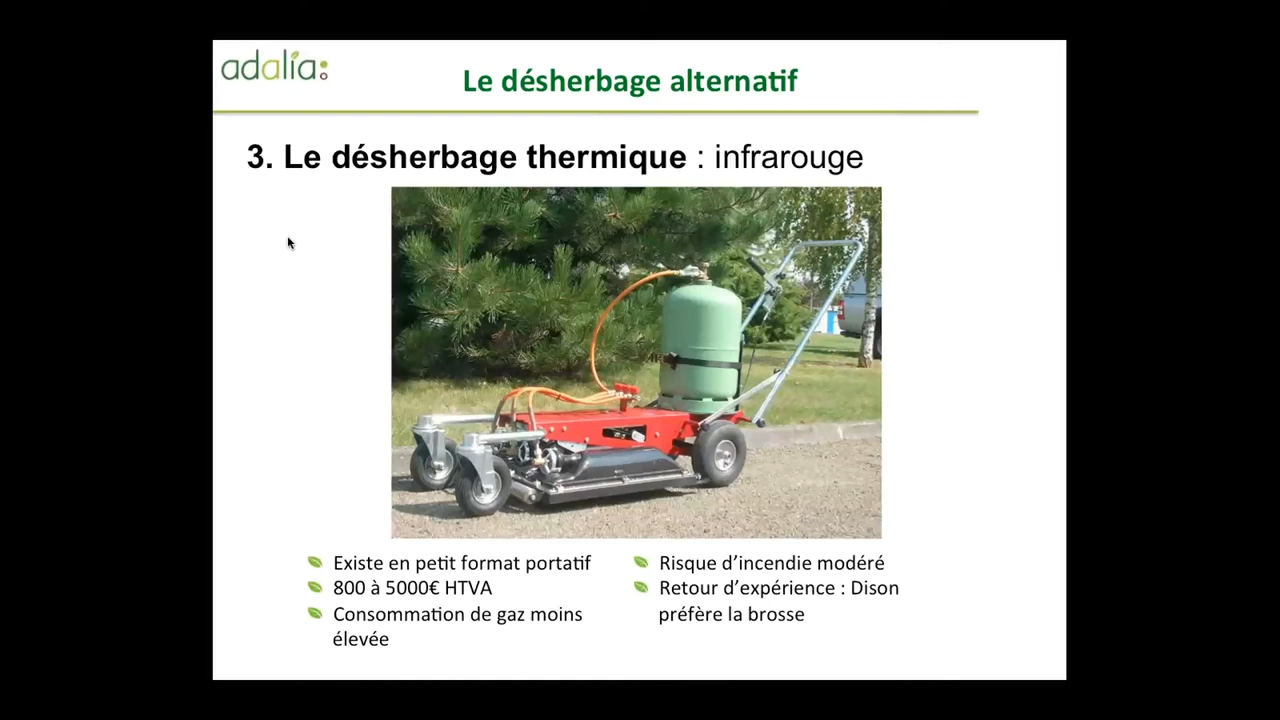 adalia
Le désherbage alternatif
3. Le désherbage thermique : infrarouge
Existe en petit format portatif
800 à 5000€ HTVA
Consommation de gaz moins
élevée
Risque d'incendie modéré
Retour d'expérience : Dison
préfère la brosse